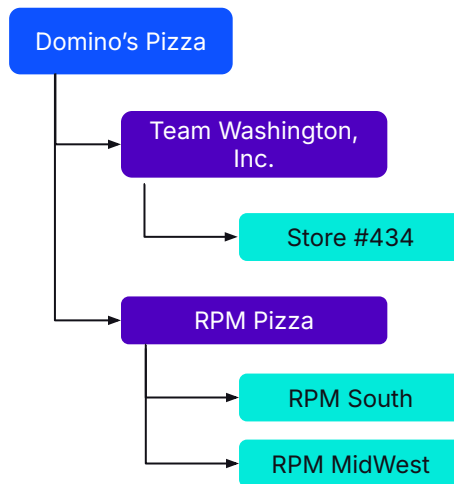 Domino’s Pizza
Team Washington,
Inc.
Store #434
RPM Pizza
RPM South
RPM MidWest